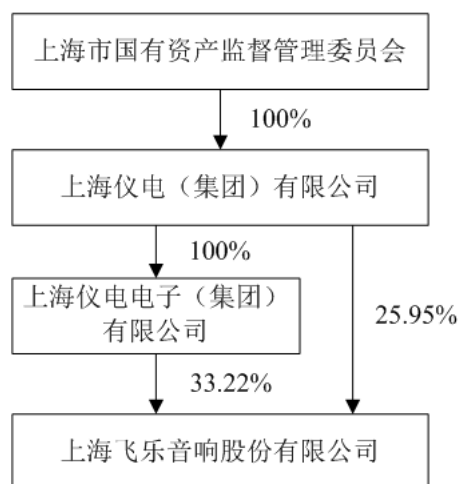 上海市国有资产监督管理委员会
100%
上海仪电（集团）有限公司
100%
上海仪电电子（集团）
有限公司
25.95%
33.22%
上海飞乐音响股份有限公司